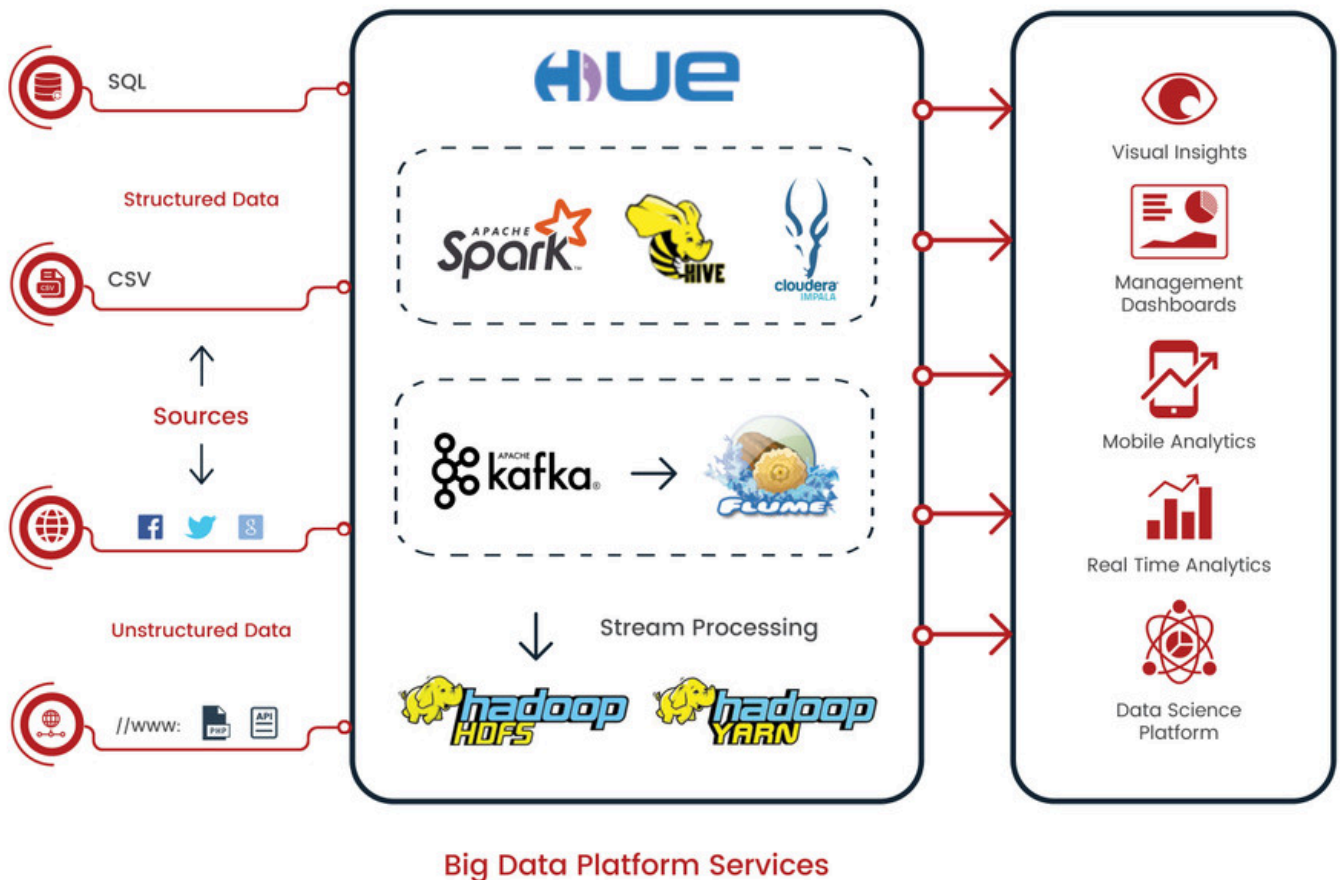 SQL
Structured Data
CSV
Sources
f
g
Unstructured Data
//www:
PHP
API
HUE
APACHE
Spark™
HIVE
cloudera
IMPALA
APACHE
kafka®
FLUME
Stream Processing
hadoop
HDFS
hadoop
YARN
Visual Insights
Management
Dashboards
Mobile Analytics
Real Time Analytics
Data Science
Platform
Big Data Platform Services